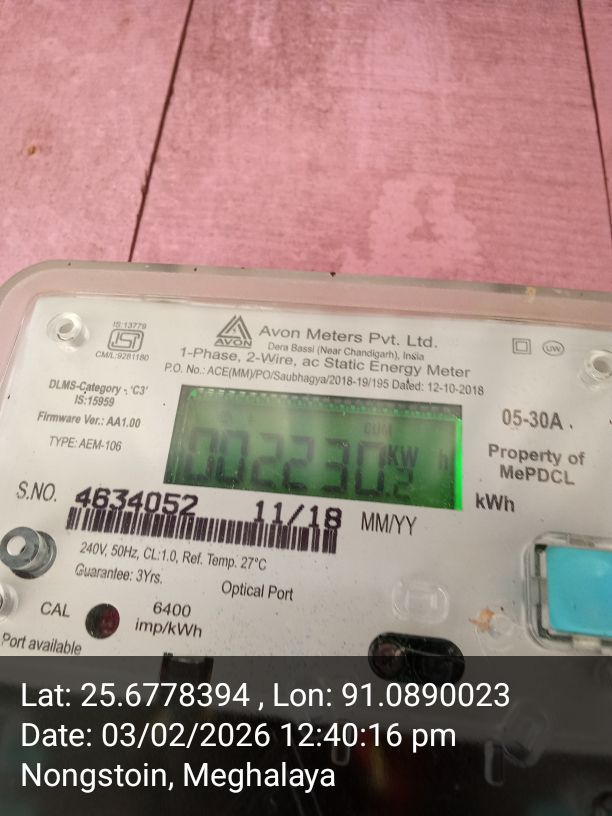 IS:13779
ISI
CM/L:9281180
AVON
Avon Meters Pvt. Ltd.
Dera Bassi (Near Chandigarh), India
1-Phase, 2-Wire, ac Static Energy Meter
P.O. No.: ACE(MM)/PO/Saubhagya/2018-19/195 Dated: 12-10-2018
DLMS-Category - 'C3'
IS:15959
Firmware Ver.: AA1.00
TYPE: AEM-106
CUM
002230.2 kW h
05-30A
Property of
MePDCL
kWh
S.NO. 4634052 11/18 MM/YY
240V, 50Hz, CL:1.0, Ref. Temp. 27°C
Guarantee: 3Yrs.
Optical Port
CAL
6400
imp/kWh
Port available
Lat: 25.6778394 , Lon: 91.0890023
Date: 03/02/2026 12:40:16 pm
Nongstoin, Meghalaya